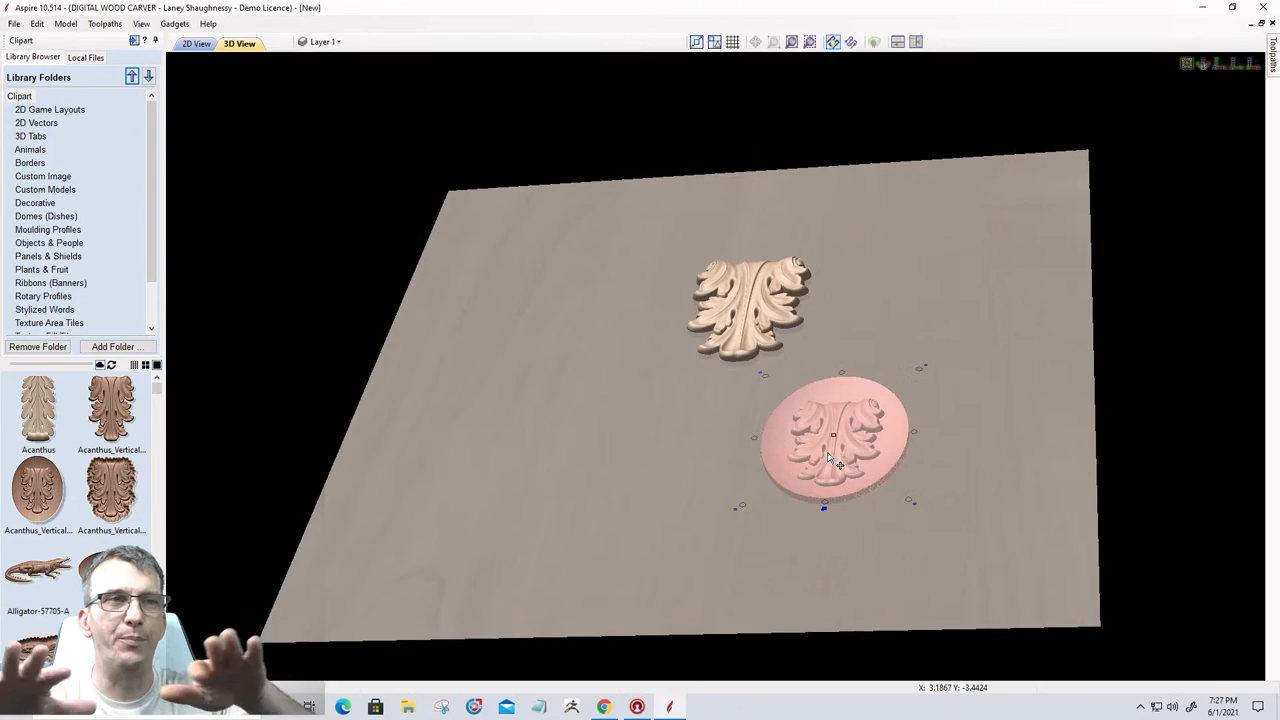 Aspire 10.514 - {DIGITAL WOOD CARVER - Laney Shaughnessy - Demo Licence} - [New]
File Edit Model Toolpaths View Gadgets Help
Clipart
2D View 3D View Layer 1
Library Browser Local Files
Library Folders
Clipart
2D Game Layouts
2D Vectors
3D Tabs
Animals
Borders
Custom Image
Custom Models
Decorative
Domes (Dishes)
Moulding Profiles
Objects & People
Panels & Shields
Plants & Fruit
Ribbons (Banners)
Rotary Profiles
Stylized Words
Texture Area Tiles
Remove Folder Add Folder ...
Acanthus Acanthus_Vertical...
Acanthus_Vertical... Acanthus_Vertical...
Alligator-57705-A
Toolpaths
X: 3.1867 Y: -3.4424
7:27 PM
6/1/2021